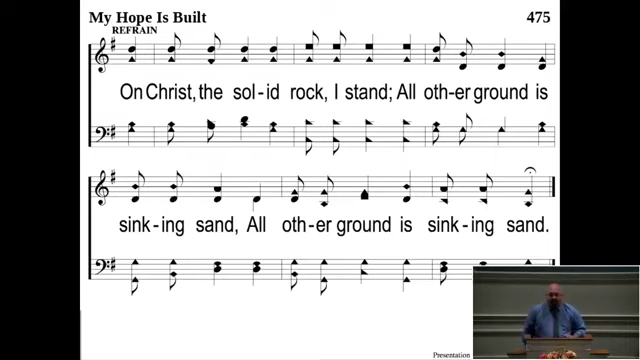 My Hope Is Built 475
REFRAIN
On Christ, the sol-id rock, I stand; All oth-er ground is
sink-ing sand, All oth-er ground is sink-ing sand.
Presentation